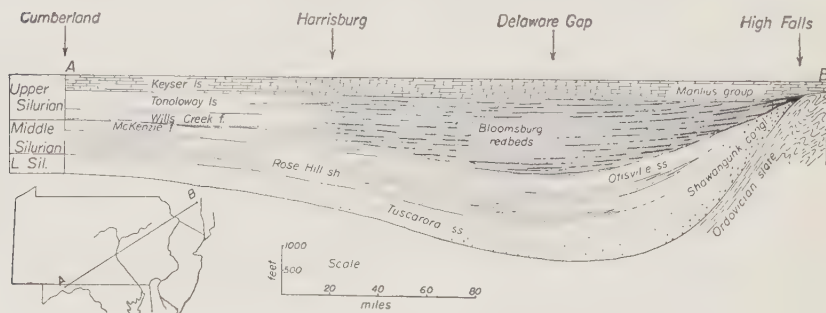 Cumberland
Harrisburg
Delaware Gap
High Falls
A
B
Upper
Silurian
Middle
Silurian
L Sil.
Keyser ls
Tonoloway ls
Wills Creek f.
McKenzie f
Rose Hill sh
Tuscarora ss
Bloomsburg
redbeds
Manlius group
Otisville ss
Shawangunk congl
Ordovician slate
A
B
feet
1000
500
Scale
20 40 60 80
miles